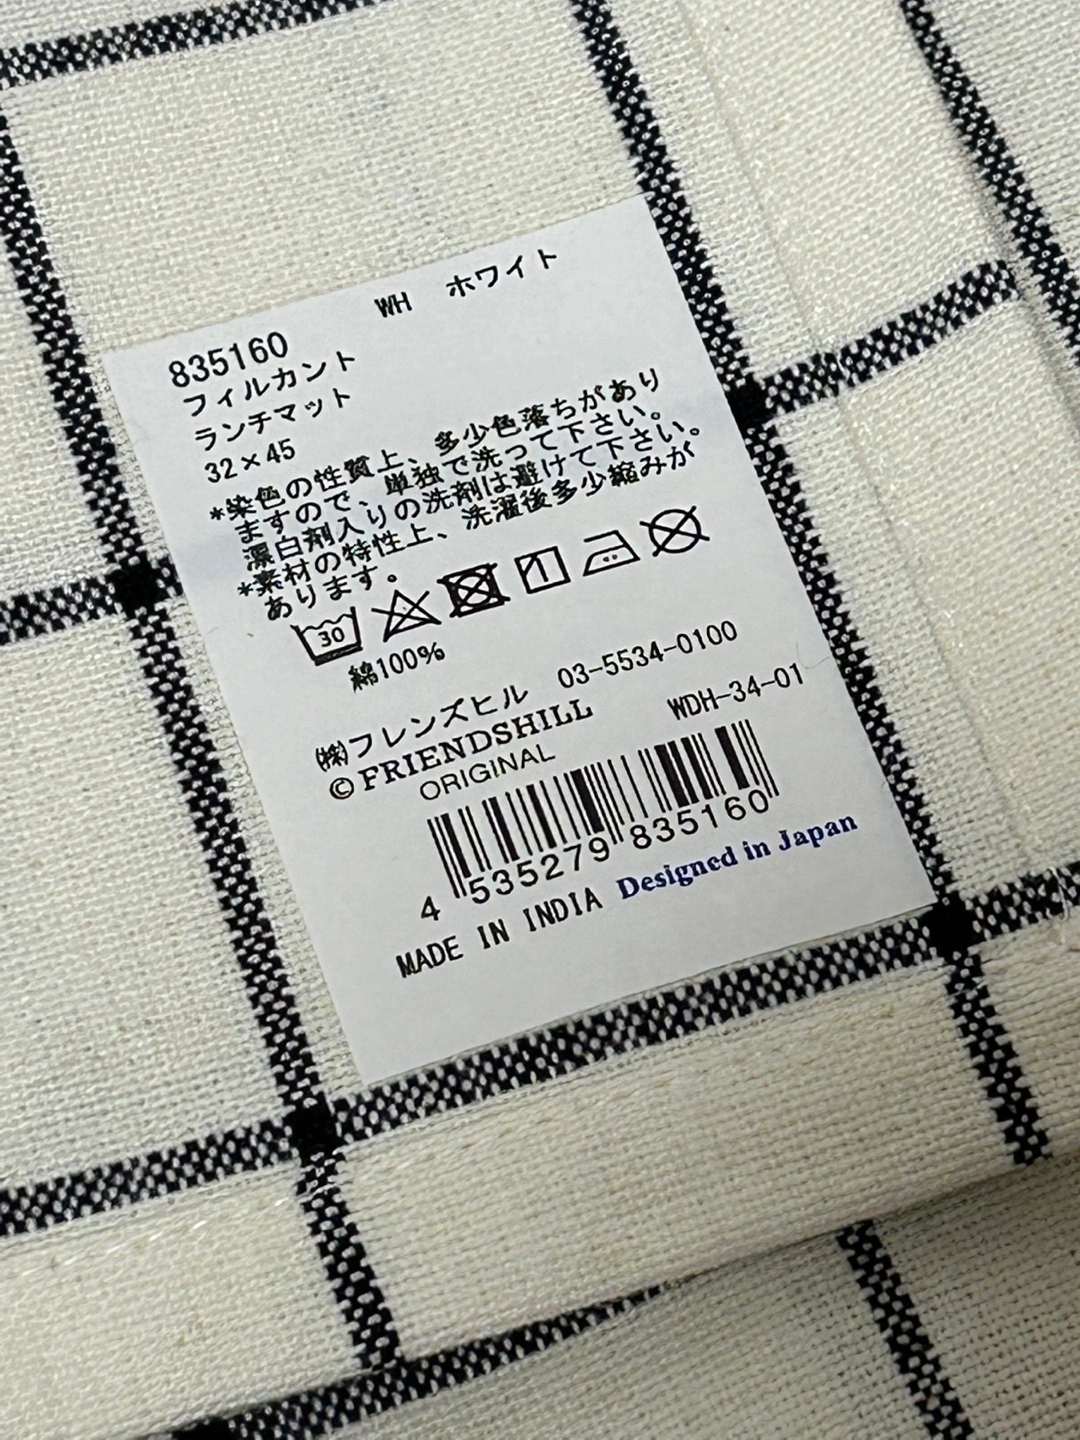 WH ホワイト
835160
フィルカント
ランチマット
32×45
*染色の性質上、多少色落ちがあり
ますので、単独で洗って下さい。
漂白剤入りの洗剤は避けて下さい。
*素材の特性上、洗濯後多少縮みが
あります。
30
綿100%
㈱フレンズヒル 03-5534-0100
©FRIENDSHILL WDH-34-01
ORIGINAL
4 535279 835160
MADE IN INDIA Designed in Japan